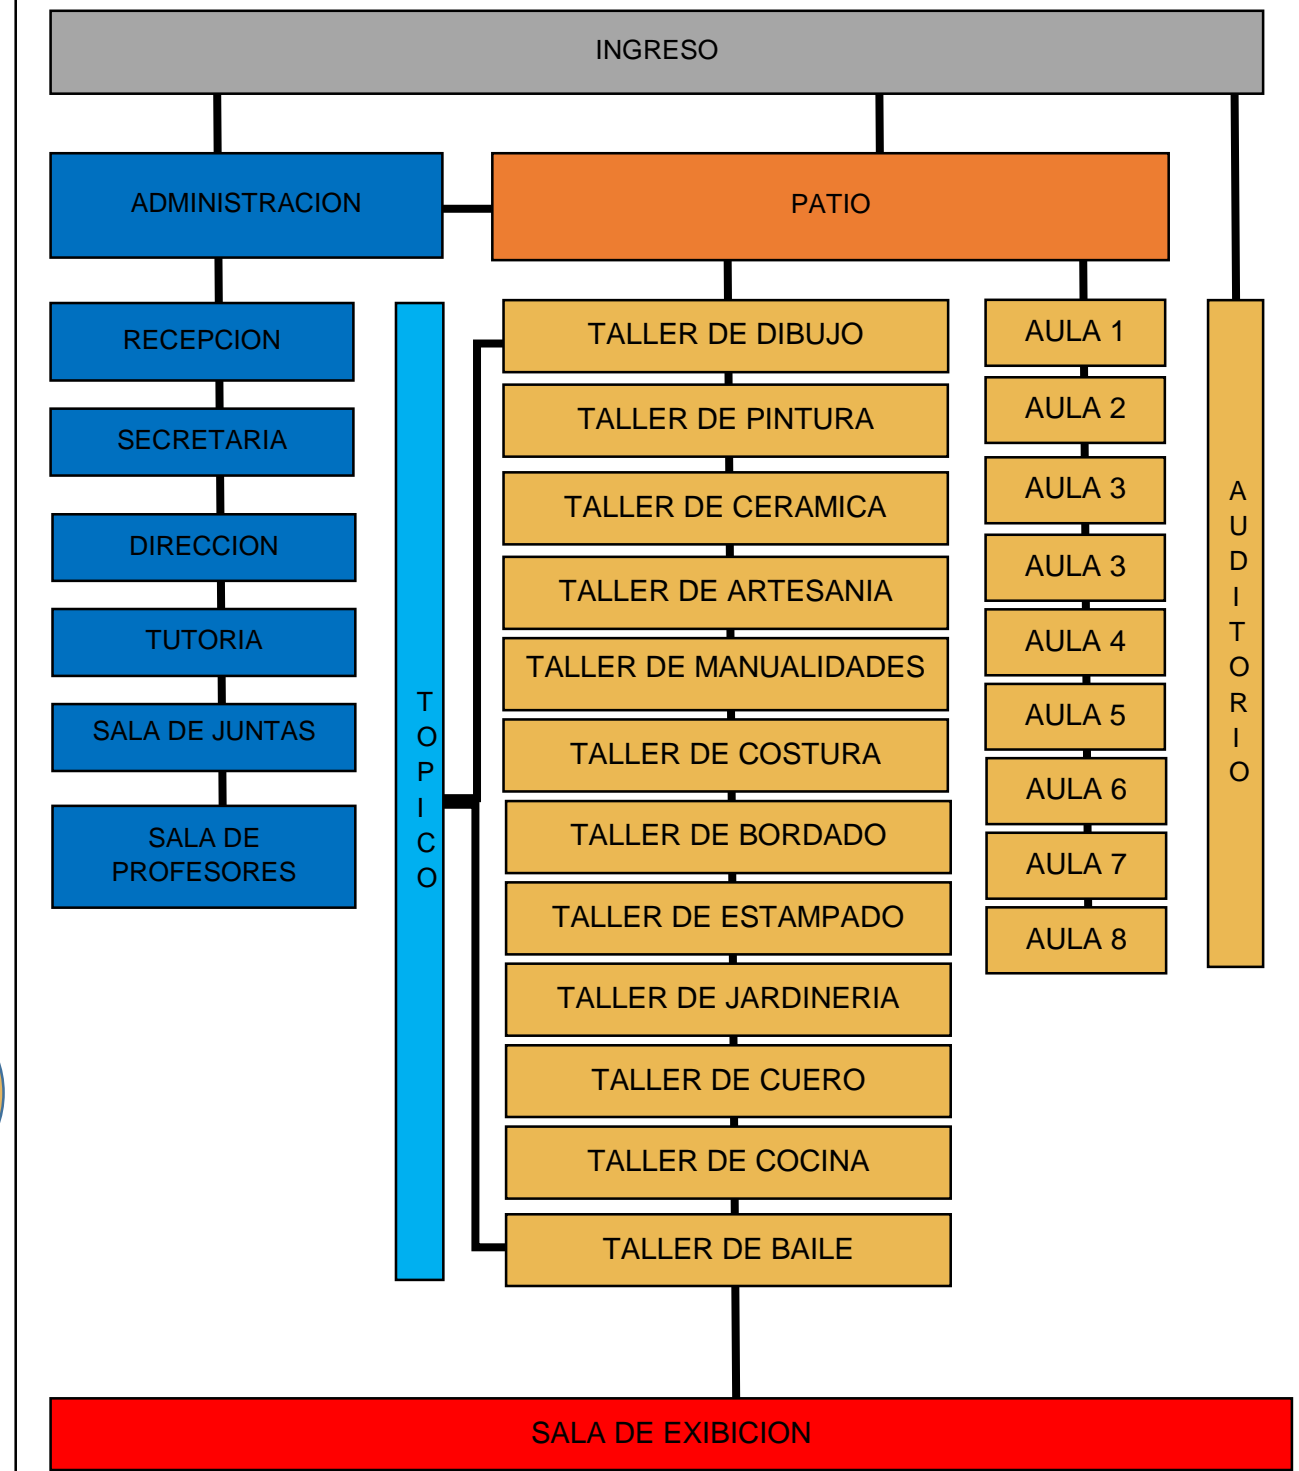 INGRESO
ADMINISTRACION
PATIO
RECEPCION
SECRETARIA
DIRECCION
TUTORIA
SALA DE JUNTAS
SALA DE
PROFESORES
TOPICO
TALLER DE DIBUJO
TALLER DE PINTURA
TALLER DE CERAMICA
TALLER DE ARTESANIA
TALLER DE MANUALIDADES
TALLER DE COSTURA
TALLER DE BORDADO
TALLER DE ESTAMPADO
TALLER DE JARDINERIA
TALLER DE CUERO
TALLER DE COCINA
TALLER DE BAILE
AULA 1
AULA 2
AULA 3
AULA 3
AULA 4
AULA 5
AULA 6
AULA 7
AULA 8
AUDITORIO
SALA DE EXIBICION